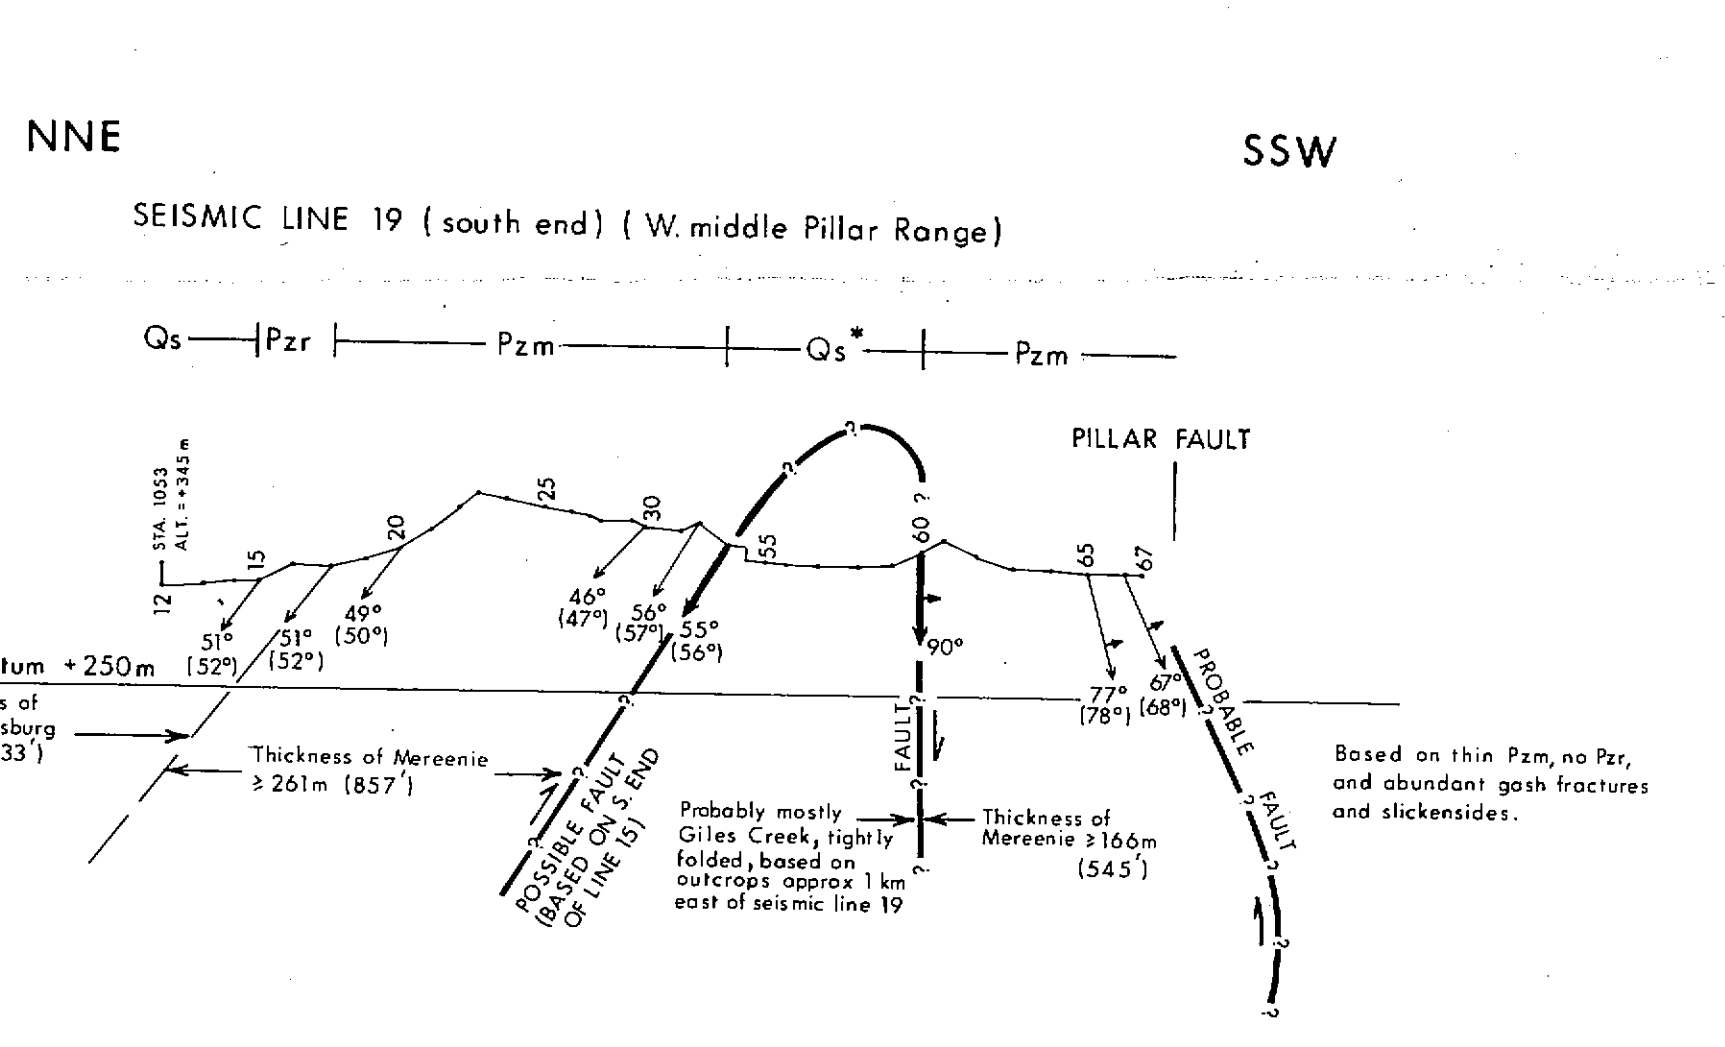 NNE
SSW
SEISMIC LINE 19 (south end) ( W. middle Pillar Range)
Qs Pzr Pzm Qs* Pzm
PILLAR FAULT
STA. 1053
ALT. = +345 m
12
15
20
25
30
55
60 ?
65
67
?
?
51°
(52°)
51°
(52°)
49°
(50°)
46°
(47°)
56°
(57°)
55°
(56°)
90°
77°
(78°)
67°
(68°)
tum +250m
s of
sburg
33')
Thickness of Mereenie
≥ 261m (857')
?
?
?
POSSIBLE FAULT
(BASED ON S. END
OF LINE 15)
?
FAULT
?
?
Probably mostly
Giles Creek, tightly
folded, based on
outcrops approx 1 km
east of seismic line 19
Thickness of
Mereenie ≥ 166m
(545')
PROBABLE
FAULT
?
?
?
?
?
Based on thin Pzm, no Pzr,
and abundant gash fractures
and slickensides.